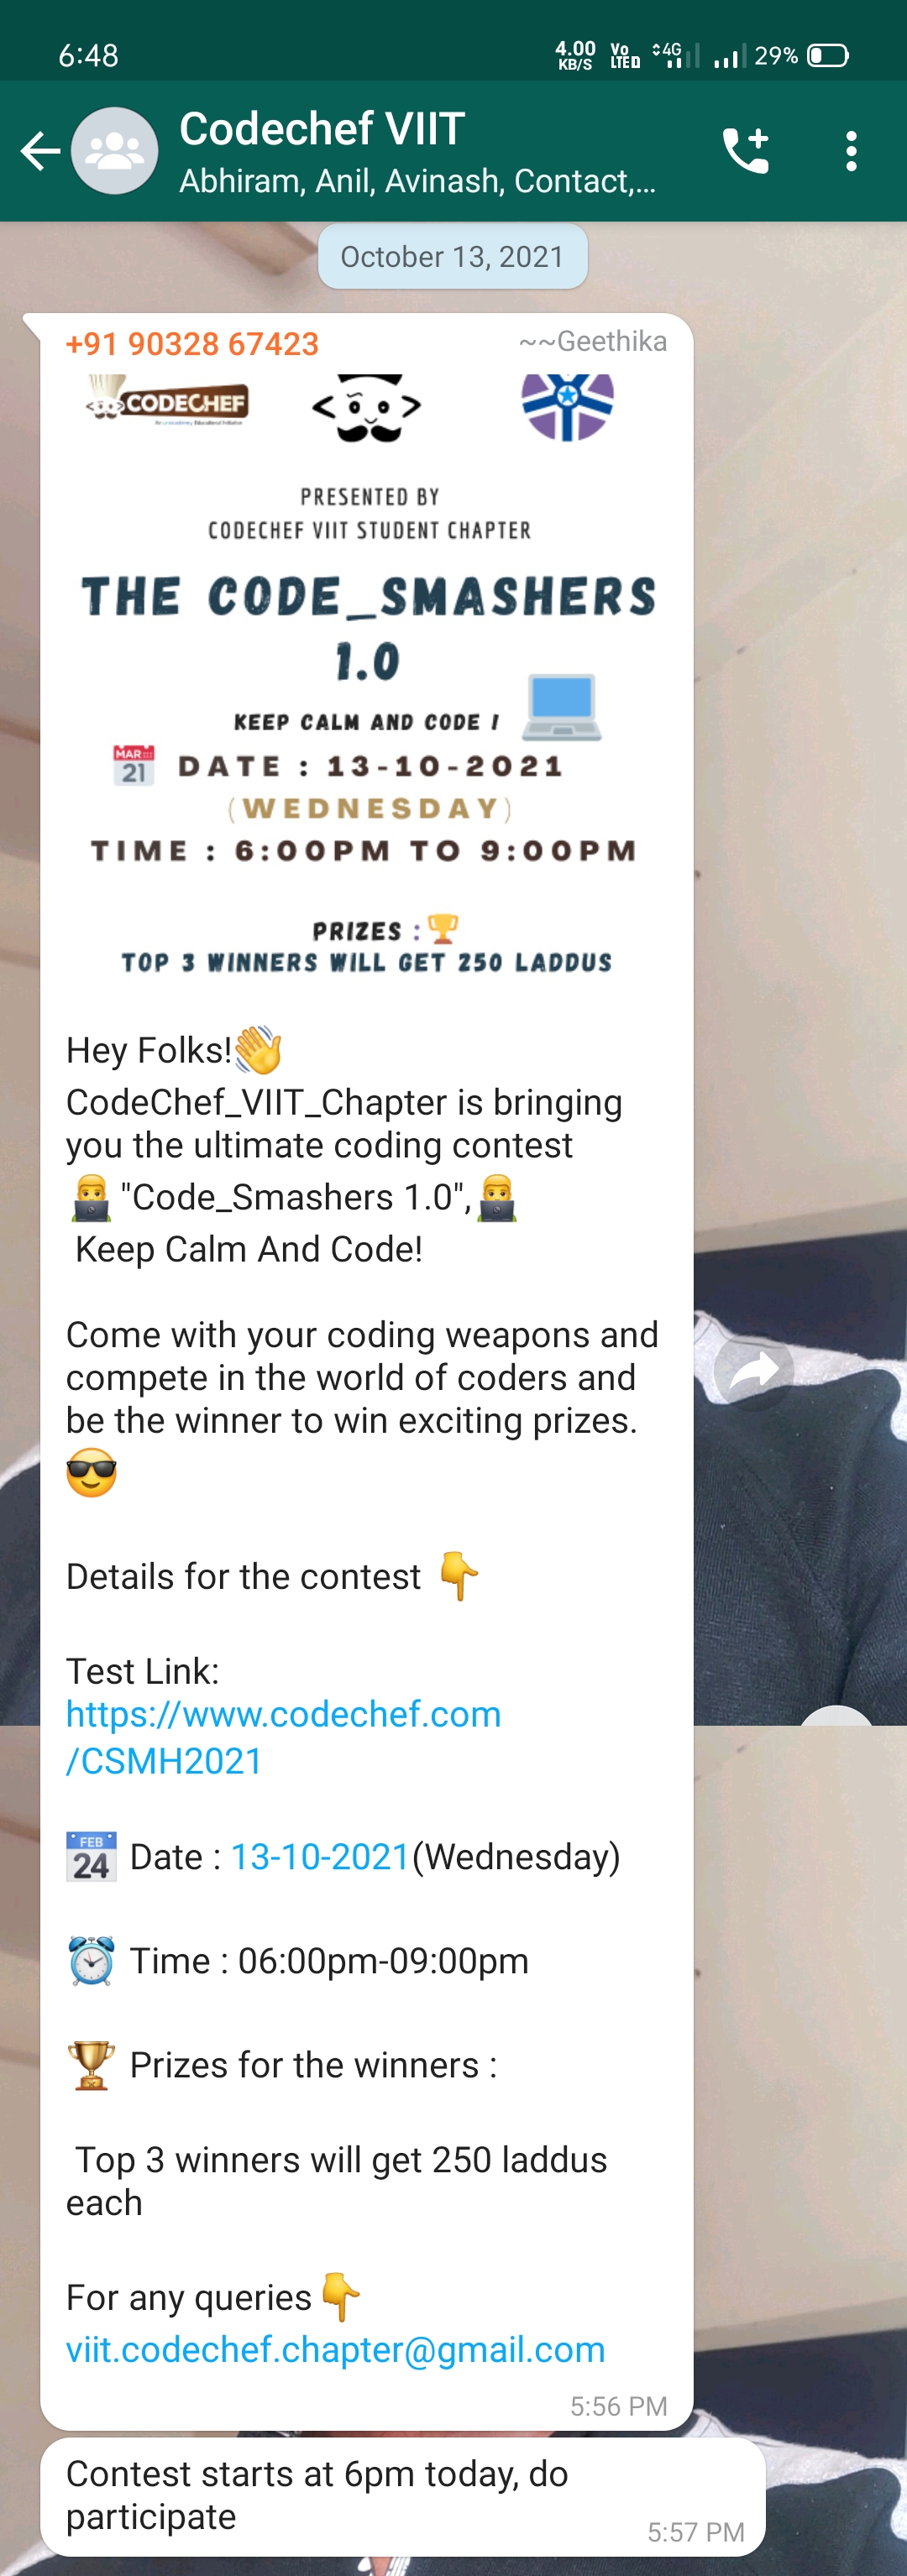 6:48
4.00 KB/S Vo LTE 4G 29%
Codechef VIIT
Abhiram, Anil, Avinash, Contact,...
October 13, 2021
+91 90328 67423 ~~Geethika
CODECHEF
PRESENTED BY
CODECHEF VIIT STUDENT CHAPTER
THE CODE_SMASHERS
1.0
KEEP CALM AND CODE !
MAR 21 DATE : 13-10-2021
(WEDNESDAY)
TIME : 6:00PM TO 9:00PM
PRIZES :🏆
TOP 3 WINNERS WILL GET 250 LADDUS
Hey Folks!👋
CodeChef_VIIT_Chapter is bringing
you the ultimate coding contest
👨‍💻 "Code_Smashers 1.0",👨‍💻
Keep Calm And Code!
Come with your coding weapons and
compete in the world of coders and
be the winner to win exciting prizes.
😎
Details for the contest 👇
Test Link:
https://www.codechef.com
/CSMH2021
FEB 24 Date : 13-10-2021(Wednesday)
⏰ Time : 06:00pm-09:00pm
🏆 Prizes for the winners :
Top 3 winners will get 250 laddus
each
For any queries👇
viit.codechef.chapter@gmail.com
5:56 PM
Contest starts at 6pm today, do
participate
5:57 PM